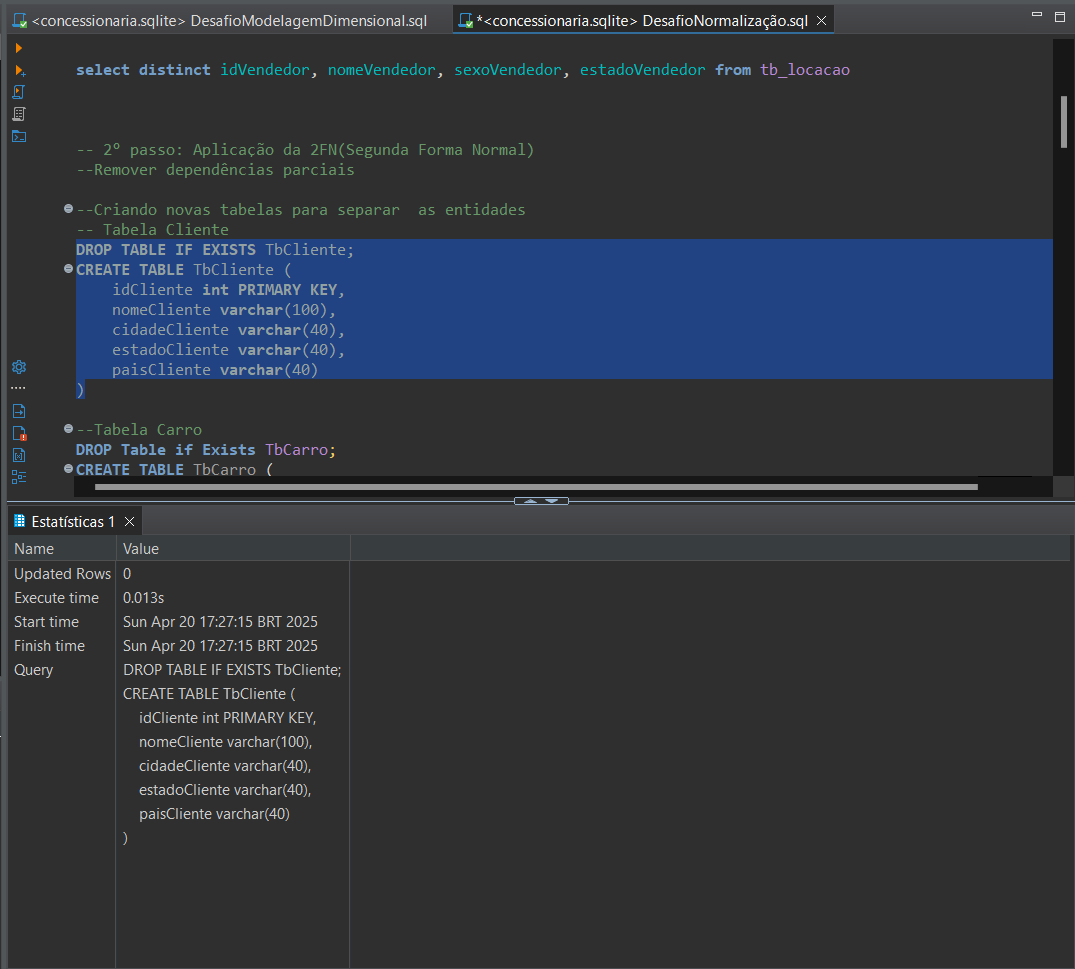 <concessionaria.sqlite> DesafioModelagemDimensional.sql
*<concessionaria.sqlite> DesafioNormalização.sql
select distinct idVendedor, nomeVendedor, sexoVendedor, estadoVendedor from tb_locacao
-- 2º passo: Aplicação da 2FN(Segunda Forma Normal)
--Remover dependências parciais
--Criando novas tabelas para separar  as entidades
-- Tabela Cliente
DROP TABLE IF EXISTS TbCliente;
CREATE TABLE TbCliente (
    idCliente int PRIMARY KEY,
    nomeCliente varchar(100),
    cidadeCliente varchar(40),
    estadoCliente varchar(40),
    paisCliente varchar(40)
)
--Tabela Carro
DROP Table if Exists TbCarro;
CREATE TABLE TbCarro (
Estatísticas 1
Name Value
Updated Rows 0
Execute time 0.013s
Start time Sun Apr 20 17:27:15 BRT 2025
Finish time Sun Apr 20 17:27:15 BRT 2025
Query DROP TABLE IF EXISTS TbCliente;
CREATE TABLE TbCliente (
    idCliente int PRIMARY KEY,
    nomeCliente varchar(100),
    cidadeCliente varchar(40),
    estadoCliente varchar(40),
    paisCliente varchar(40)
)